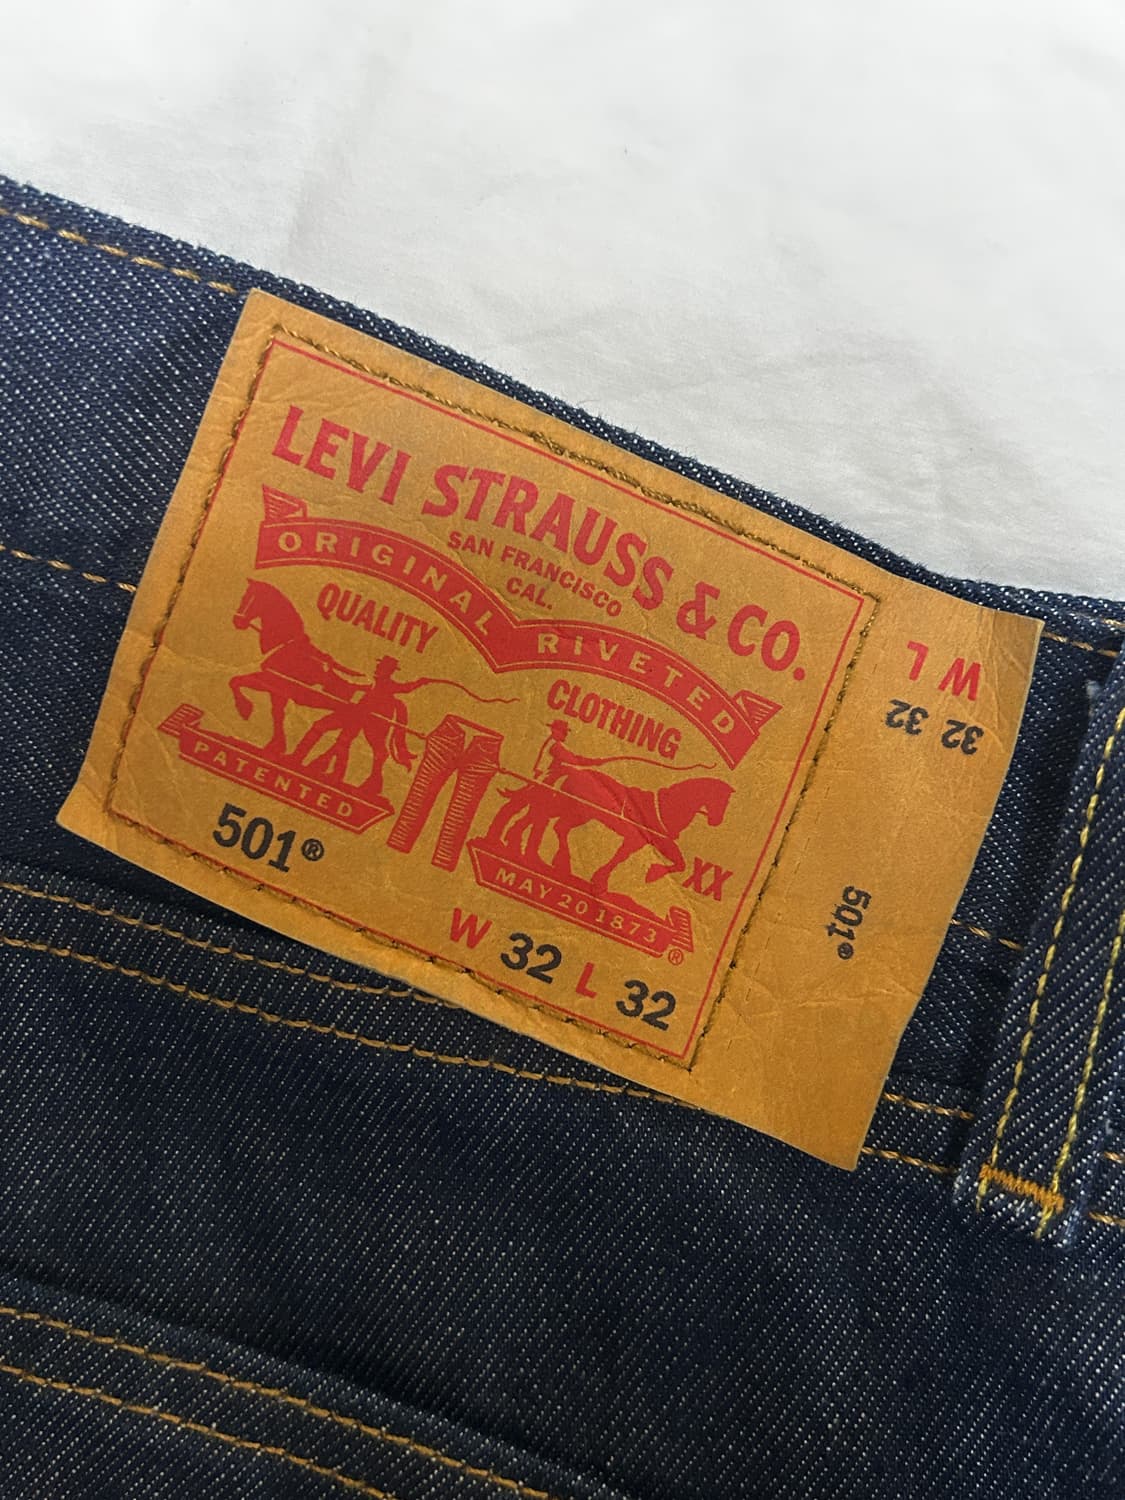 LEVI STRAUSS & CO.
SAN FRANCISCO
CAL.
ORIGINAL RIVETED
QUALITY
CLOTHING
PATENTED
MAY 20 1873
XX
®
501®
W 32 L 32
W L
32 32
501®